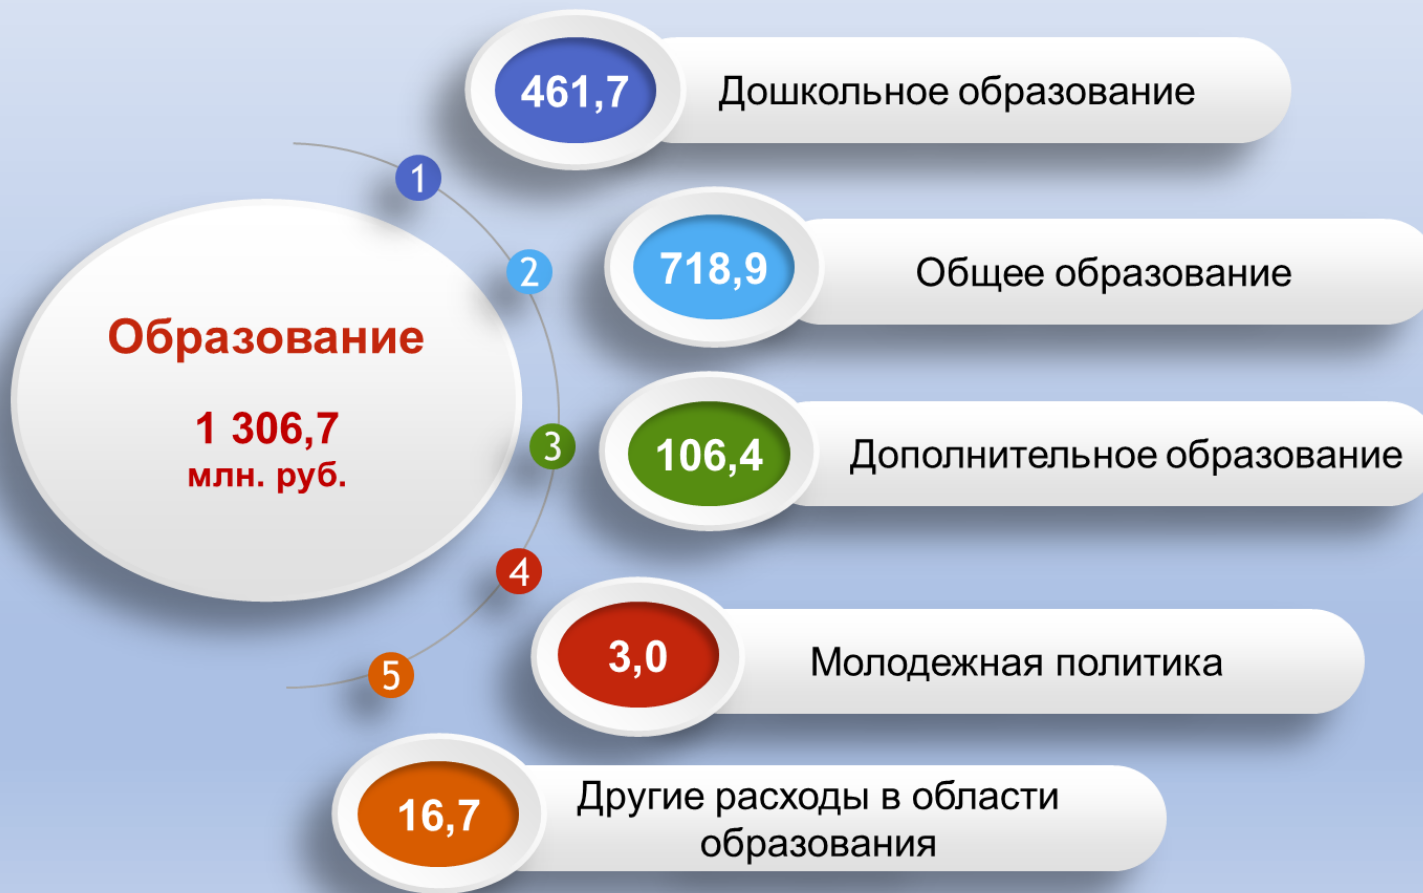 Образование
1 306,7
млн. руб.
1
461,7
Дошкольное образование
2
718,9
Общее образование
3
106,4
Дополнительное образование
4
3,0
Молодежная политика
5
16,7
Другие расходы в области
образования